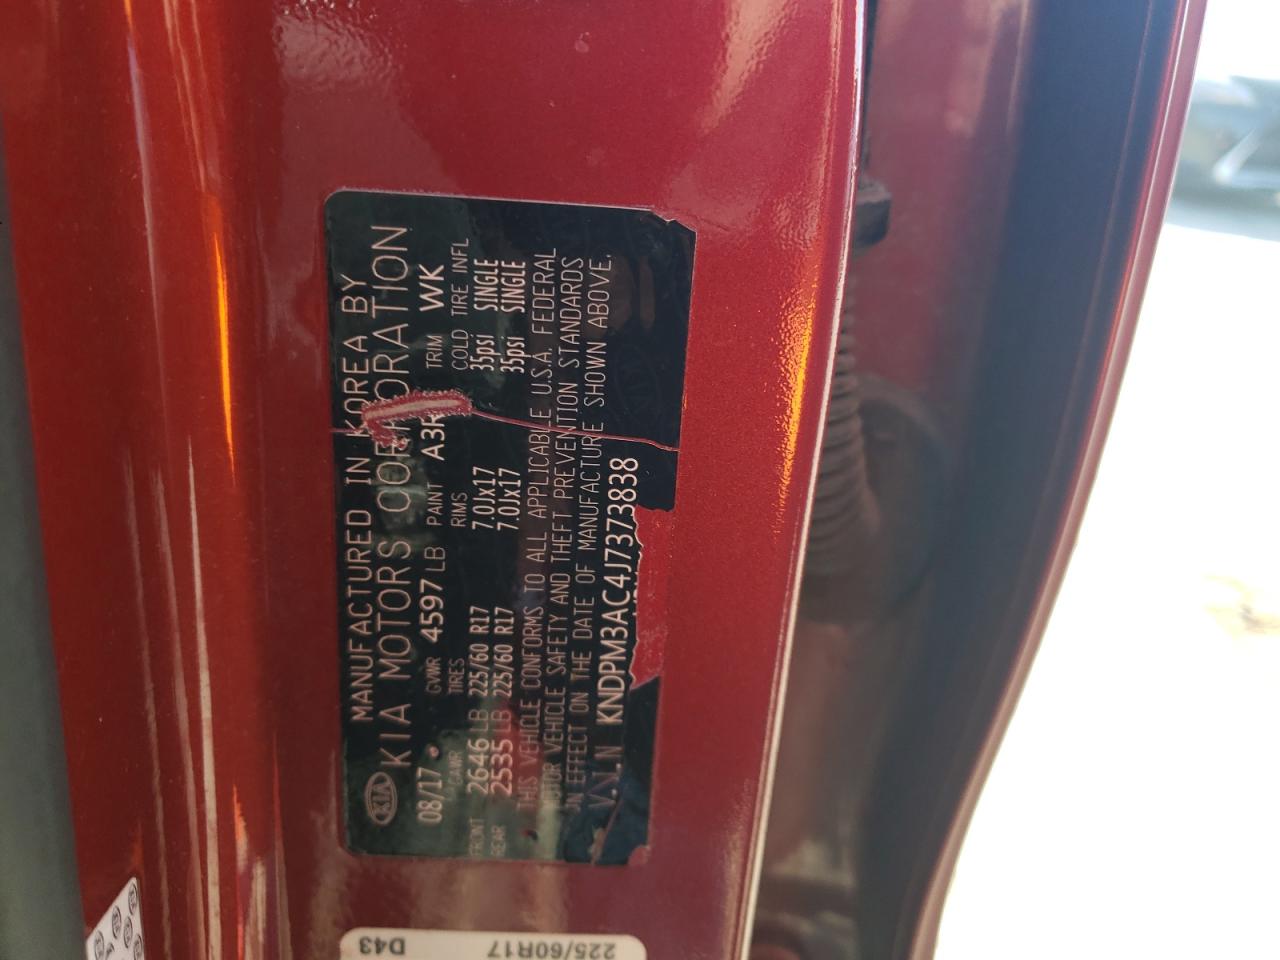 MANUFACTURED IN KOREA BY
KIA KIA MOTORS CORPORATION
08/17 GVWR 4597 LB PAINT A3R TRIM WK
GAWR TIRES RIMS COLD TIRE INFL
FRONT 2646 LB 225/60 R17 7.0Jx17 35psi SINGLE
REAR 2535 LB 225/60 R17 7.0Jx17 35psi SINGLE
THIS VEHICLE CONFORMS TO ALL APPLICABLE U.S.A. FEDERAL
MOTOR VEHICLE SAFETY AND THEFT PREVENTION STANDARDS
IN EFFECT ON THE DATE OF MANUFACTURE SHOWN ABOVE.
V.I.N KNDPM3AC4J7373838
225/60R17
D43